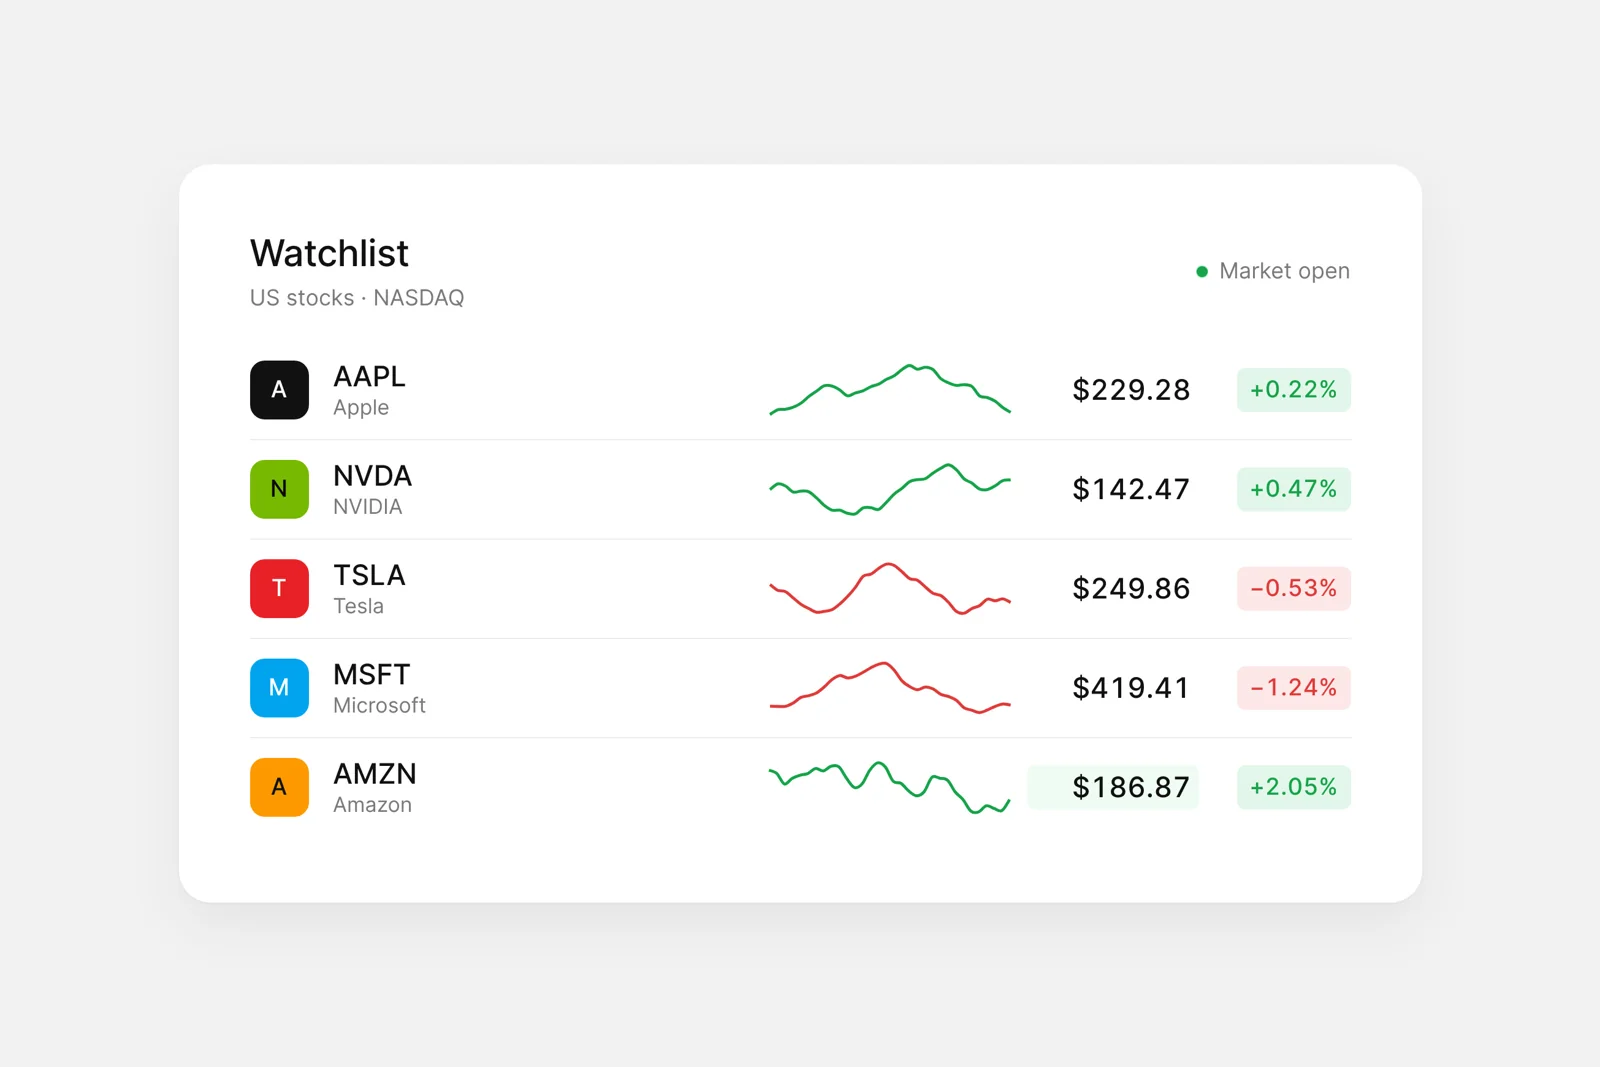 Watchlist
US stocks · NASDAQ
Market open
A
AAPL
Apple
$229.28
+0.22%
N
NVDA
NVIDIA
$142.47
+0.47%
T
TSLA
Tesla
$249.86
−0.53%
M
MSFT
Microsoft
$419.41
−1.24%
A
AMZN
Amazon
$186.87
+2.05%